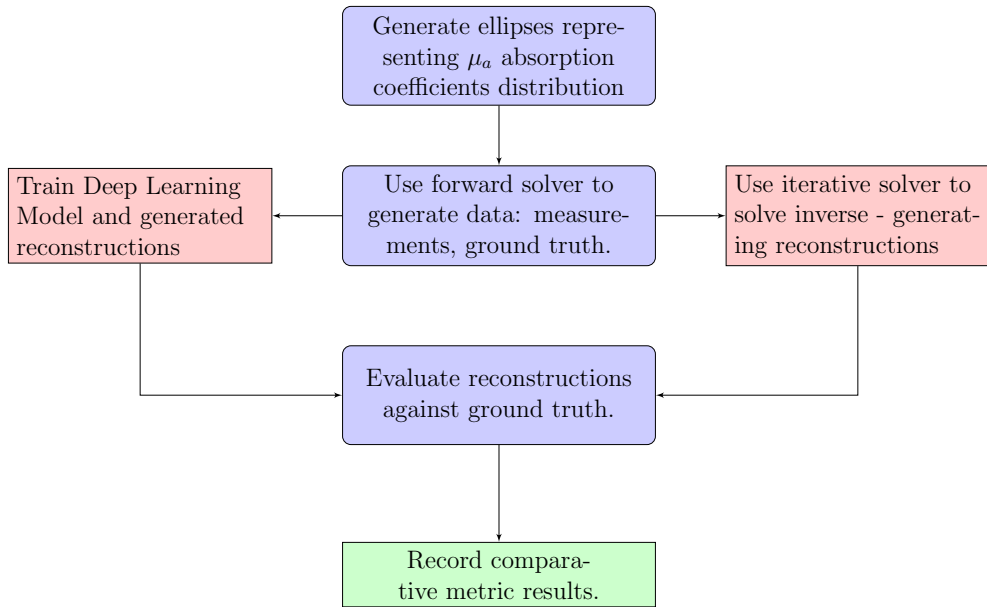 Generate ellipses repre-
senting $\mu_a$ absorption
coefficients distribution
Train Deep Learning
Model and generated
reconstructions
Use forward solver to
generate data: measure-
ments, ground truth.
Use iterative solver to
solve inverse - generat-
ing reconstructions
Evaluate reconstructions
against ground truth.
Record compara-
tive metric results.